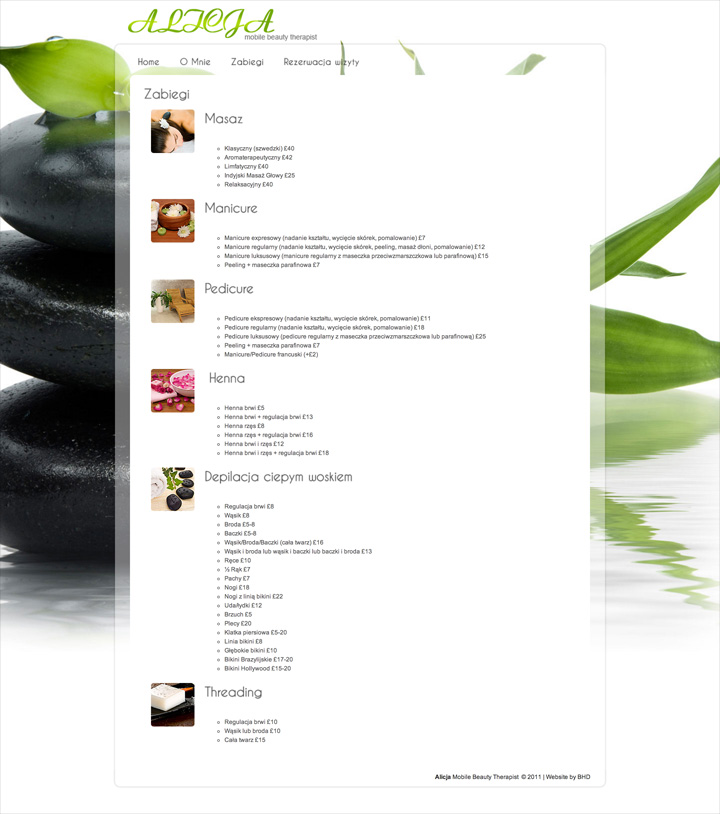 ALICJA
mobile beauty therapist
Home O Mnie Zabiegi Rezerwacja wizyty
Zabiegi
Masaz
Klasyczny (szwedzki) £40
Aromaterapeutyczny £42
Limfatyczny £40
Indyjski Masaż Głowy £25
Relaksacyjny £40
Manicure
Manicure expresowy (nadanie kształtu, wycięcie skórek, pomalowanie) £7
Manicure regularny (nadanie kształtu, wycięcie skórek, peeling, masaż dłoni, pomalowanie) £12
Manicure luksusowy (manicure regularny z maseczka przeciwzmarszczkowa lub parafinową) £15
Peeling + maseczka parafinowa £7
Pedicure
Pedicure ekspresowy (nadanie kształtu, wycięcie skórek, pomalowanie) £11
Pedicure regularny (nadanie kształtu, wycięcie skórek, pomalowanie) £18
Pedicure luksusowy (pedicure regularny z maseczka przeciwzmarszczkowa lub parafinową) £25
Peeling + maseczka parafinowa £7
Manicure/Pedicure francuski (+£2)
Henna
Henna brwi £5
Henna brwi + regulacja brwi £13
Henna rzęs £8
Henna rzęs + regulacja brwi £16
Henna brwi i rzęs £12
Henna brwi i rzęs + regulacja brwi £18
Depilacja ciepym woskiem
Regulacja brwi £8
Wąsik £8
Broda £5-8
Baczki £5-8
Wąsik/Broda/Baczki (cała twarz) £16
Wąsik i broda lub wąsik i baczki lub baczki i broda £13
Ręce £10
½ Rąk £7
Pachy £7
Nogi £18
Nogi z linią bikini £22
Uda/łydki £12
Brzuch £5
Plecy £20
Klatka piersiowa £5-20
Linia bikini £8
Głębokie bikini £10
Bikini Brazylijskie £17-20
Bikini Hollywood £15-20
Threading
Regulacja brwi £10
Wąsik lub broda £10
Cała twarz £15
Alicja Mobile Beauty Therapist © 2011 | Website by BHD